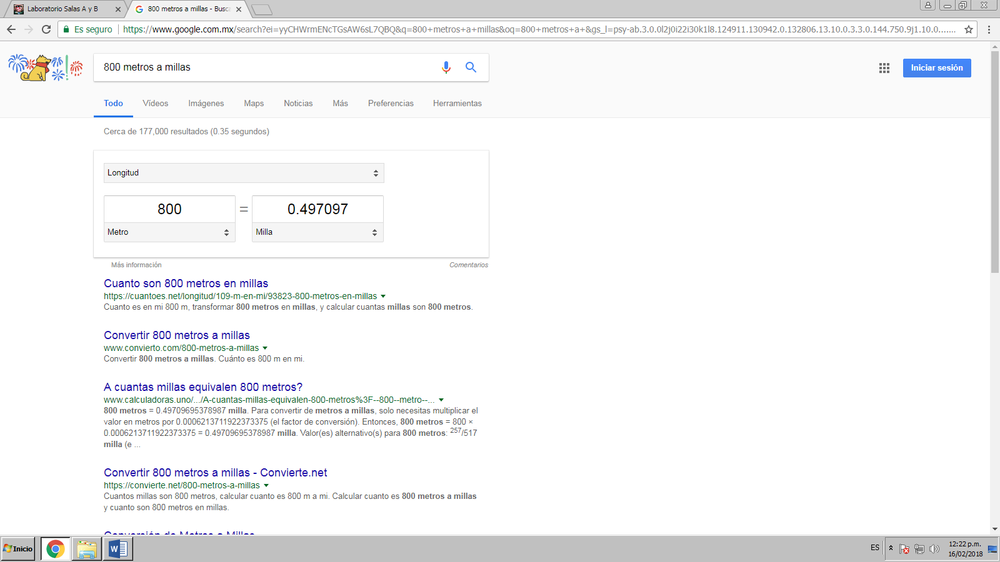 Laboratorio Salas A y B
800 metros a millas - Busca
Es seguro
https://www.google.com.mx/search?ei=yyCHWrmENcTGsAW6sL7QBQ&q=800+metros+a+millas&oq=800+metros+a+&gs_l=psy-ab.3.0.0l2j0i22i30k1l8.124911.130942.0.132806.13.10.0.3.3.0.144.750.9j1.10.0.......
800 metros a millas
Iniciar sesión
Todo Vídeos Imágenes Maps Noticias Más Preferencias Herramientas
Cerca de 177,000 resultados (0.35 segundos)
Longitud
800 = 0.497097
Metro Milla
Más información Comentarios
Cuanto son 800 metros en millas
https://cuantoes.net/longitud/109-m-en-mi/93823-800-metros-en-millas
Cuanto es en mi 800 m, transformar 800 metros en millas, y calcular cuantas millas son 800 metros.
Convertir 800 metros a millas
www.convierto.com/800-metros-a-millas
Convertir 800 metros a millas. Cuánto es 800 m en mi.
A cuantas millas equivalen 800 metros?
www.calculadoras.uno/.../A-cuantas-millas-equivalen-800-metros%3F--800--metro--...
800 metros = 0.49709695378987 milla. Para convertir de metros a millas, solo necesitas multiplicar el
valor en metros por 0.0006213711922373375 (el factor de conversión). Entonces, 800 metros = 800 ×
0.0006213711922373375 = 0.49709695378987 milla. Valor(es) alternativo(s) para 800 metros: 257/517
milla (e ...
Convertir 800 metros a millas - Convierte.net
https://convierte.net/800-metros-a-millas
Cuantos millas son 800 metros, calcular cuanto es 800 m a mi. Calcular cuanto es 800 metros a millas
y cuanto son 800 metros en millas.
Conversión de Metros a Millas
Inicio
ES
12:22 p.m.
16/02/2018